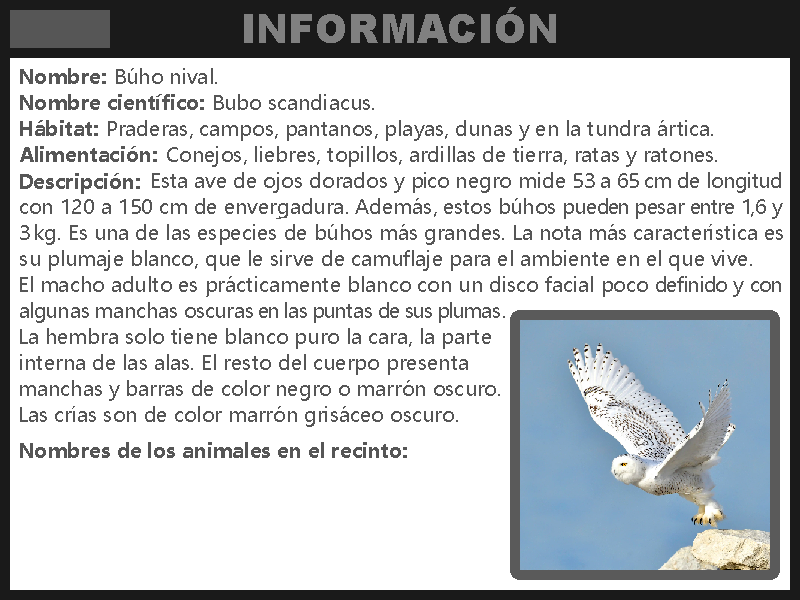 INFORMACIÓN
Nombre: Búho nival.
Nombre científico: Bubo scandiacus.
Hábitat: Praderas, campos, pantanos, playas, dunas y en la tundra ártica.
Alimentación: Conejos, liebres, topillos, ardillas de tierra, ratas y ratones.
Descripción: Esta ave de ojos dorados y pico negro mide 53 a 65 cm de longitud
con 120 a 150 cm de envergadura. Además, estos búhos pueden pesar entre 1,6 y
3 kg. Es una de las especies de búhos más grandes. La nota más característica es
su plumaje blanco, que le sirve de camuflaje para el ambiente en el que vive.
El macho adulto es prácticamente blanco con un disco facial poco definido y con
algunas manchas oscuras en las puntas de sus plumas.
La hembra solo tiene blanco puro la cara, la parte
interna de las alas. El resto del cuerpo presenta
manchas y barras de color negro o marrón oscuro.
Las crías son de color marrón grisáceo oscuro.
Nombres de los animales en el recinto: